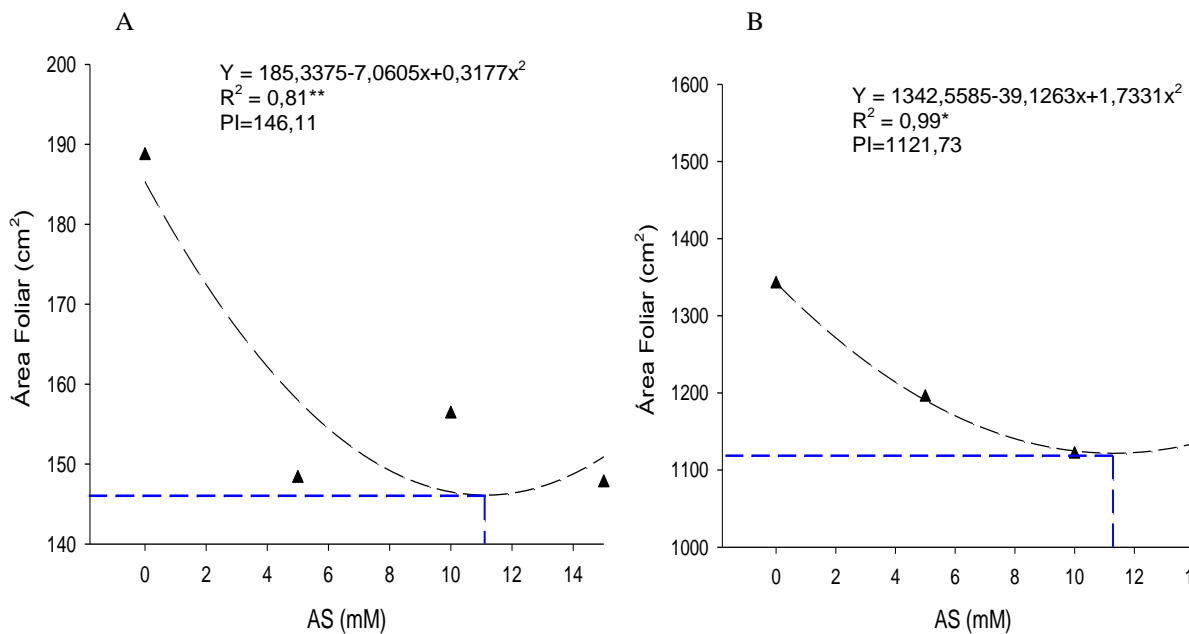 A
Y = 185,3375-7,0605x+0,3177x²
R² = 0,81**
PI=146,11
Área Foliar (cm²)
200
190
180
170
160
150
140
0 2 4 6 8 10 12 14
AS (mM)
B
Y = 1342,5585-39,1263x+1,7331x²
R² = 0,99*
PI=1121,73
Área Foliar (cm²)
1600
1500
1400
1300
1200
1100
1000
0 2 4 6 8 10 12
AS (mM)